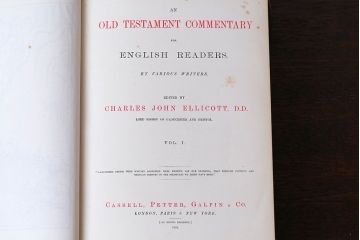 AN
OLD TESTAMENT COMMENTARY
FOR
ENGLISH READERS.
BY VARIOUS WRITERS.
EDITED BY
CHARLES JOHN ELLICOTT, D.D.
LORD BISHOP OF GLOUCESTER AND BRISTOL.
VOL. I.
CASSELL, PETTER, GALPIN & CO.
LONDON, PARIS & NEW YORK.